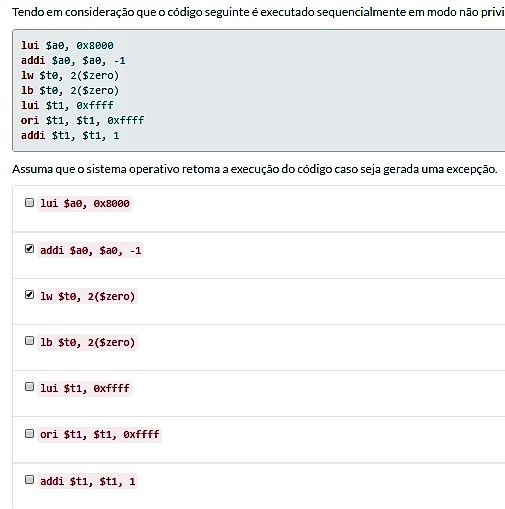 Tendo em consideração que o código seguinte é executado sequencialmente em modo não privi
lui $a0, 0x8000
addi $a0, $a0, -1
lw $t0, 2($zero)
lb $t0, 2($zero)
lui $t1, 0xffff
ori $t1, $t1, 0xffff
addi $t1, $t1, 1
Assuma que o sistema operativo retoma a execução do código caso seja gerada uma excepção.
lui $a0, 0x8000
addi $a0, $a0, -1
lw $t0, 2($zero)
lb $t0, 2($zero)
lui $t1, 0xffff
ori $t1, $t1, 0xffff
addi $t1, $t1, 1